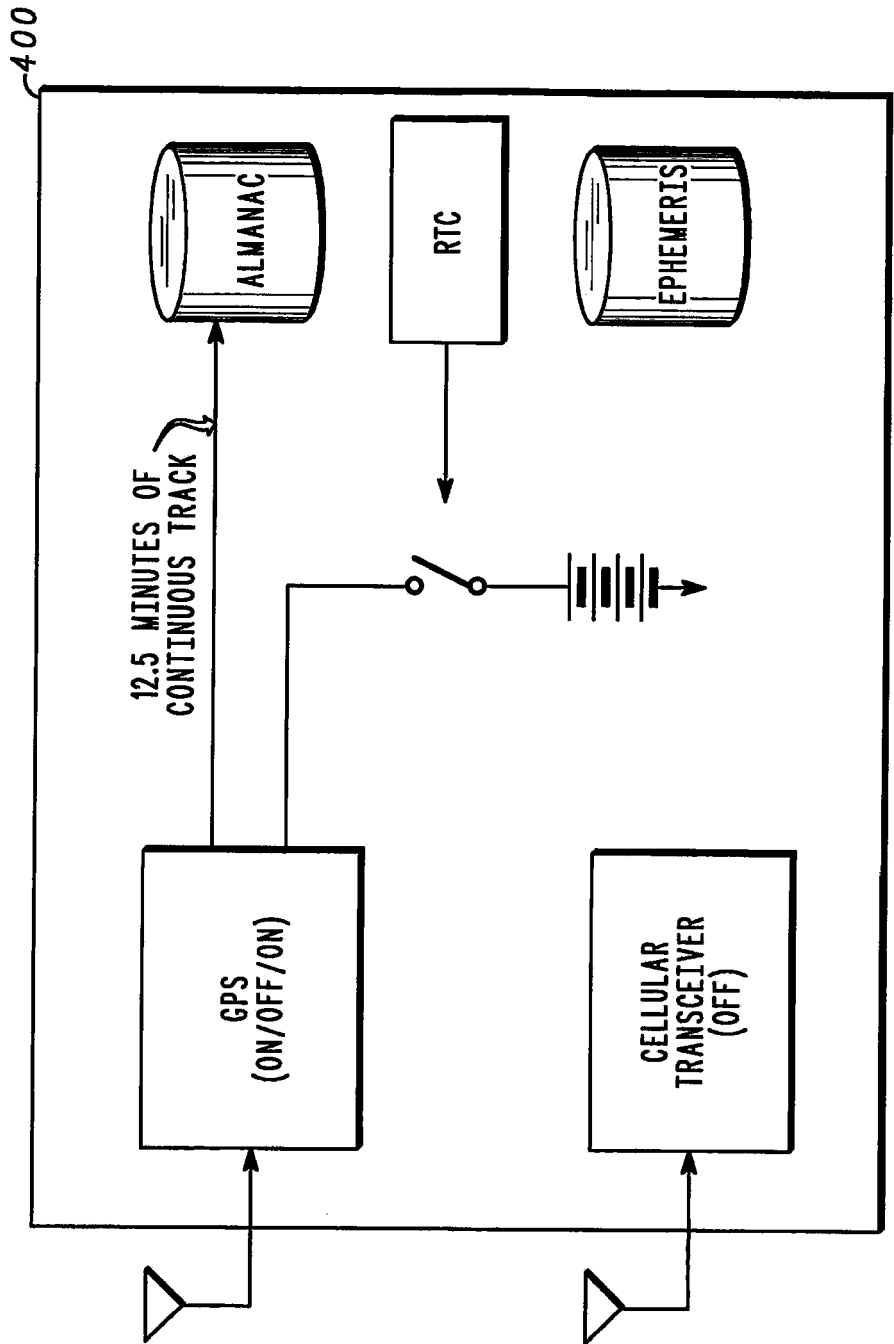 400
12.5 MINUTES OF
CONTINUOUS TRACK
ALMANAC
GPS
(ON/OFF/ON)
RTC
CELLULAR
TRANSCEIVER
(OFF)
EPHEMERIS